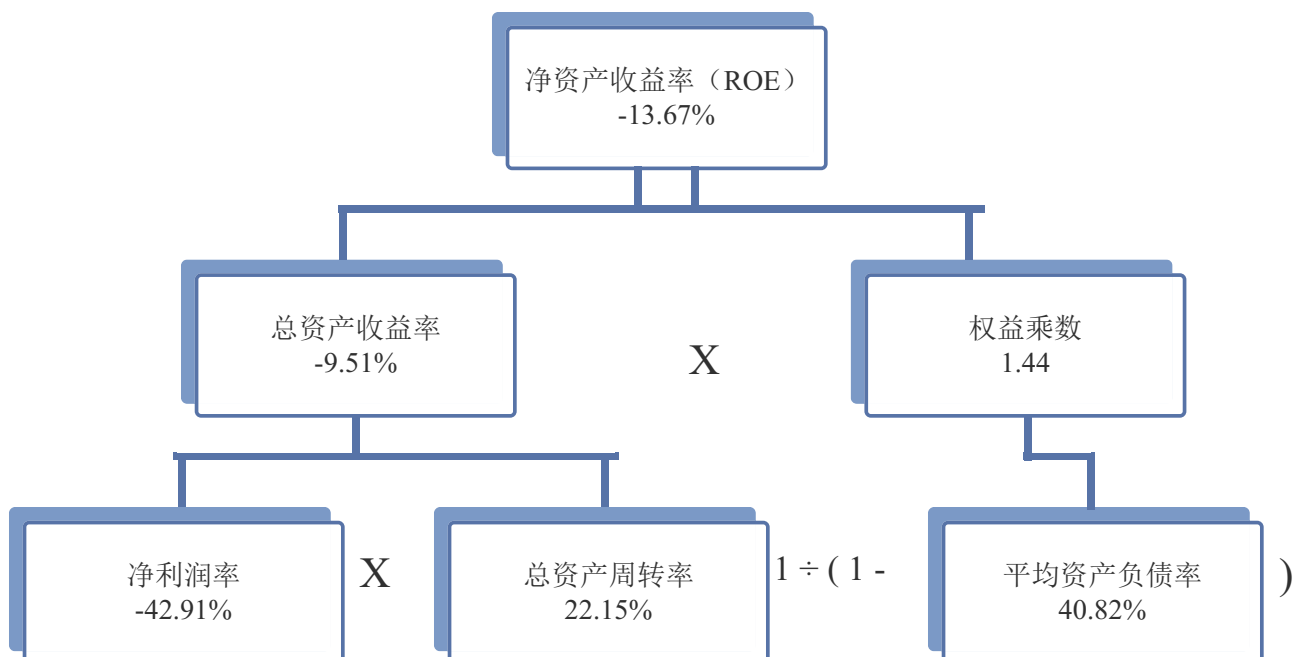 净资产收益率（ROE）
-13.67%
总资产收益率
-9.51%
X
权益乘数
1.44
净利润率
-42.91%
X
总资产周转率
22.15%
1 ÷ ( 1 -
平均资产负债率
40.82%
)